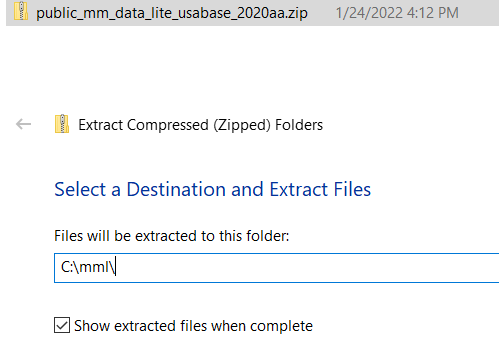 public_mm_data_lite_usabase_2020aa.zip 1/24/2022 4:12 PM
Extract Compressed (Zipped) Folders
Select a Destination and Extract Files
Files will be extracted to this folder:
C:\mml\
Show extracted files when complete